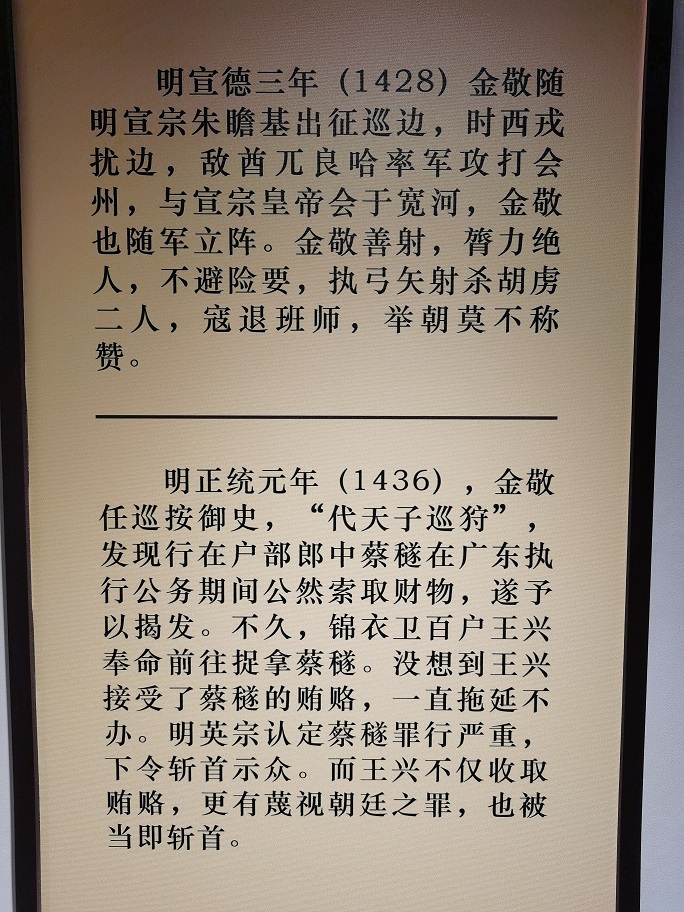 明宣德三年（1428）金敬随
明宣宗朱瞻基出征巡边，时西戎
扰边，敌酋兀良哈率军攻打会
州，与宣宗皇帝会于宽河，金敬
也随军立阵。金敬善射，膂力绝
人，不避险要，执弓矢射杀胡虏
二人，寇退班师，举朝莫不称
赞。
明正统元年（1436），金敬
任巡按御史，“代天子巡狩”，
发现行在户部郎中蔡穟在广东执
行公务期间公然索取财物，遂予
以揭发。不久，锦衣卫百户王兴
奉命前往捉拿蔡穟。没想到王兴
接受了蔡穟的贿赂，一直拖延不
办。明英宗认定蔡穟罪行严重，
下令斩首示众。而王兴不仅收取
贿赂，更有蔑视朝廷之罪，也被
当即斩首。